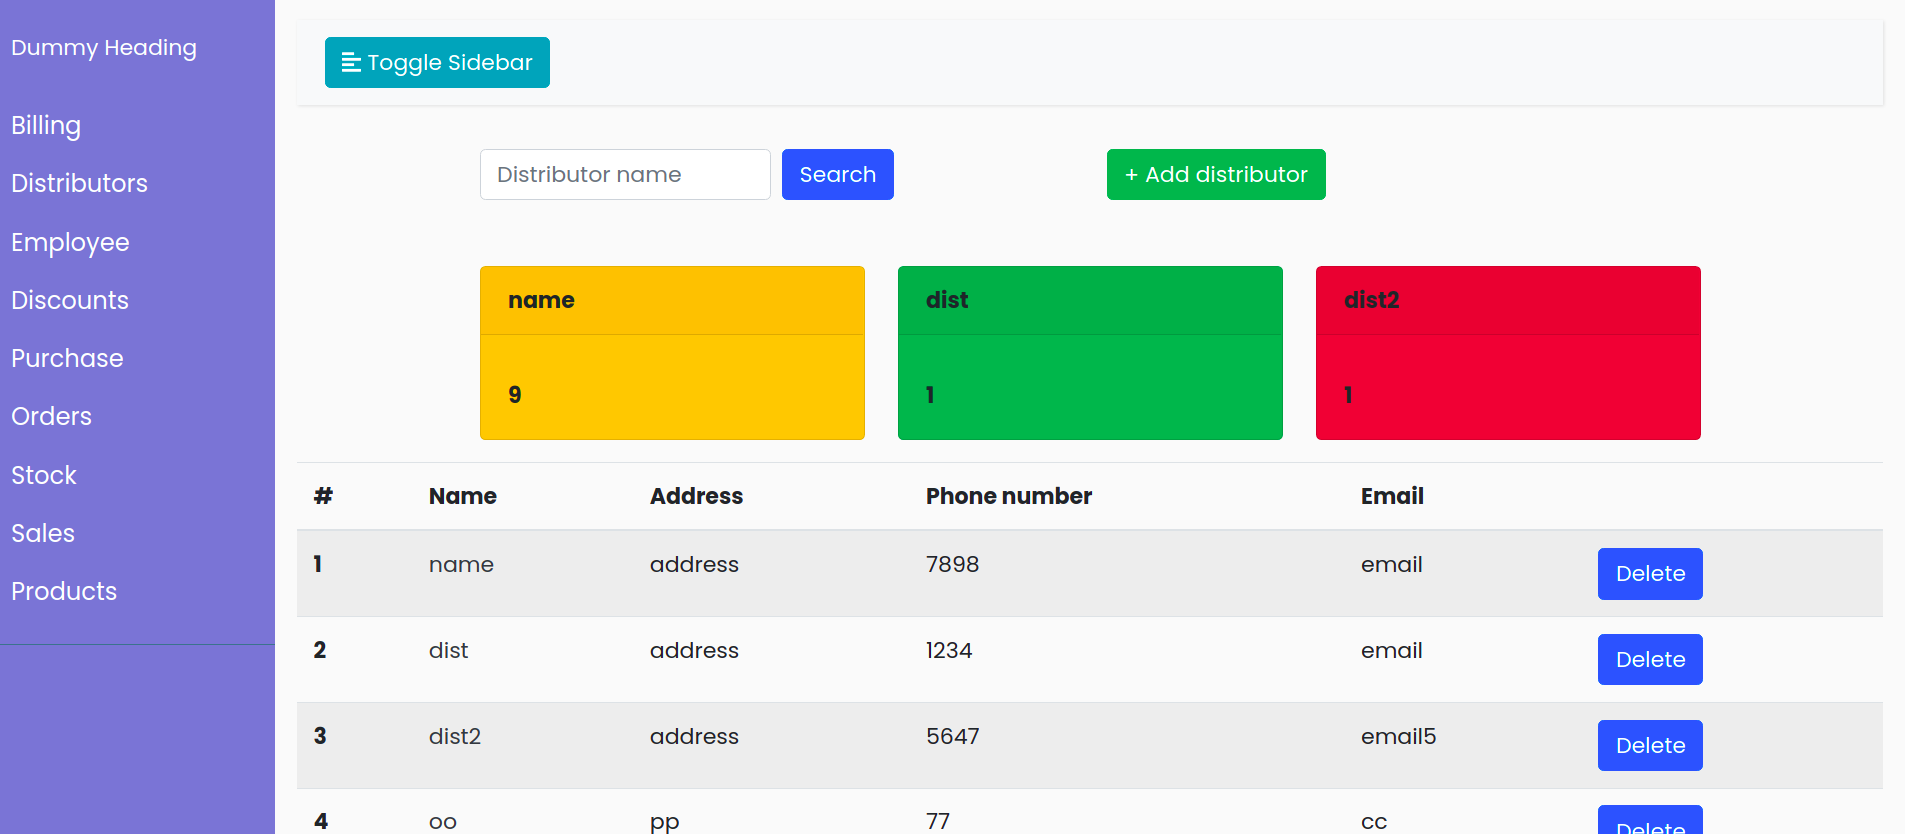 Dummy Heading
Billing
Distributors
Employee
Discounts
Purchase
Orders
Stock
Sales
Products
Toggle Sidebar
Distributor name Search + Add distributor
name dist dist2
9 1 1
# Name Address Phone number Email
1 name address 7898 email Delete
2 dist address 1234 email Delete
3 dist2 address 5647 email5 Delete
4 oo pp 77 cc Delete